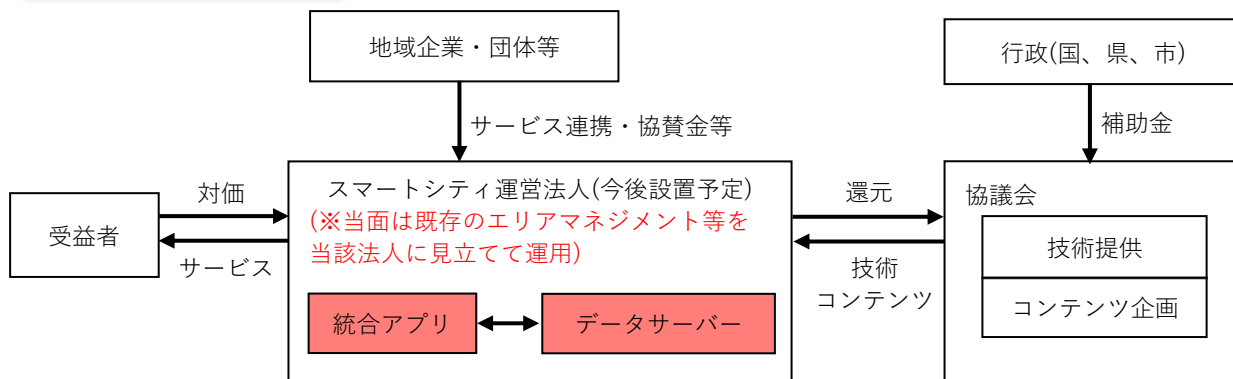 地域企業・団体等
行政(国、県、市)
サービス連携・協賛金等
補助金
スマートシティ運営法人(今後設置予定)
(※当面は既存のエリアマネジメント等を
当該法人に見立てて運用)
対価
受益者
サービス
還元
技術
コンテンツ
協議会
技術提供
コンテンツ企画
統合アプリ
データサーバー